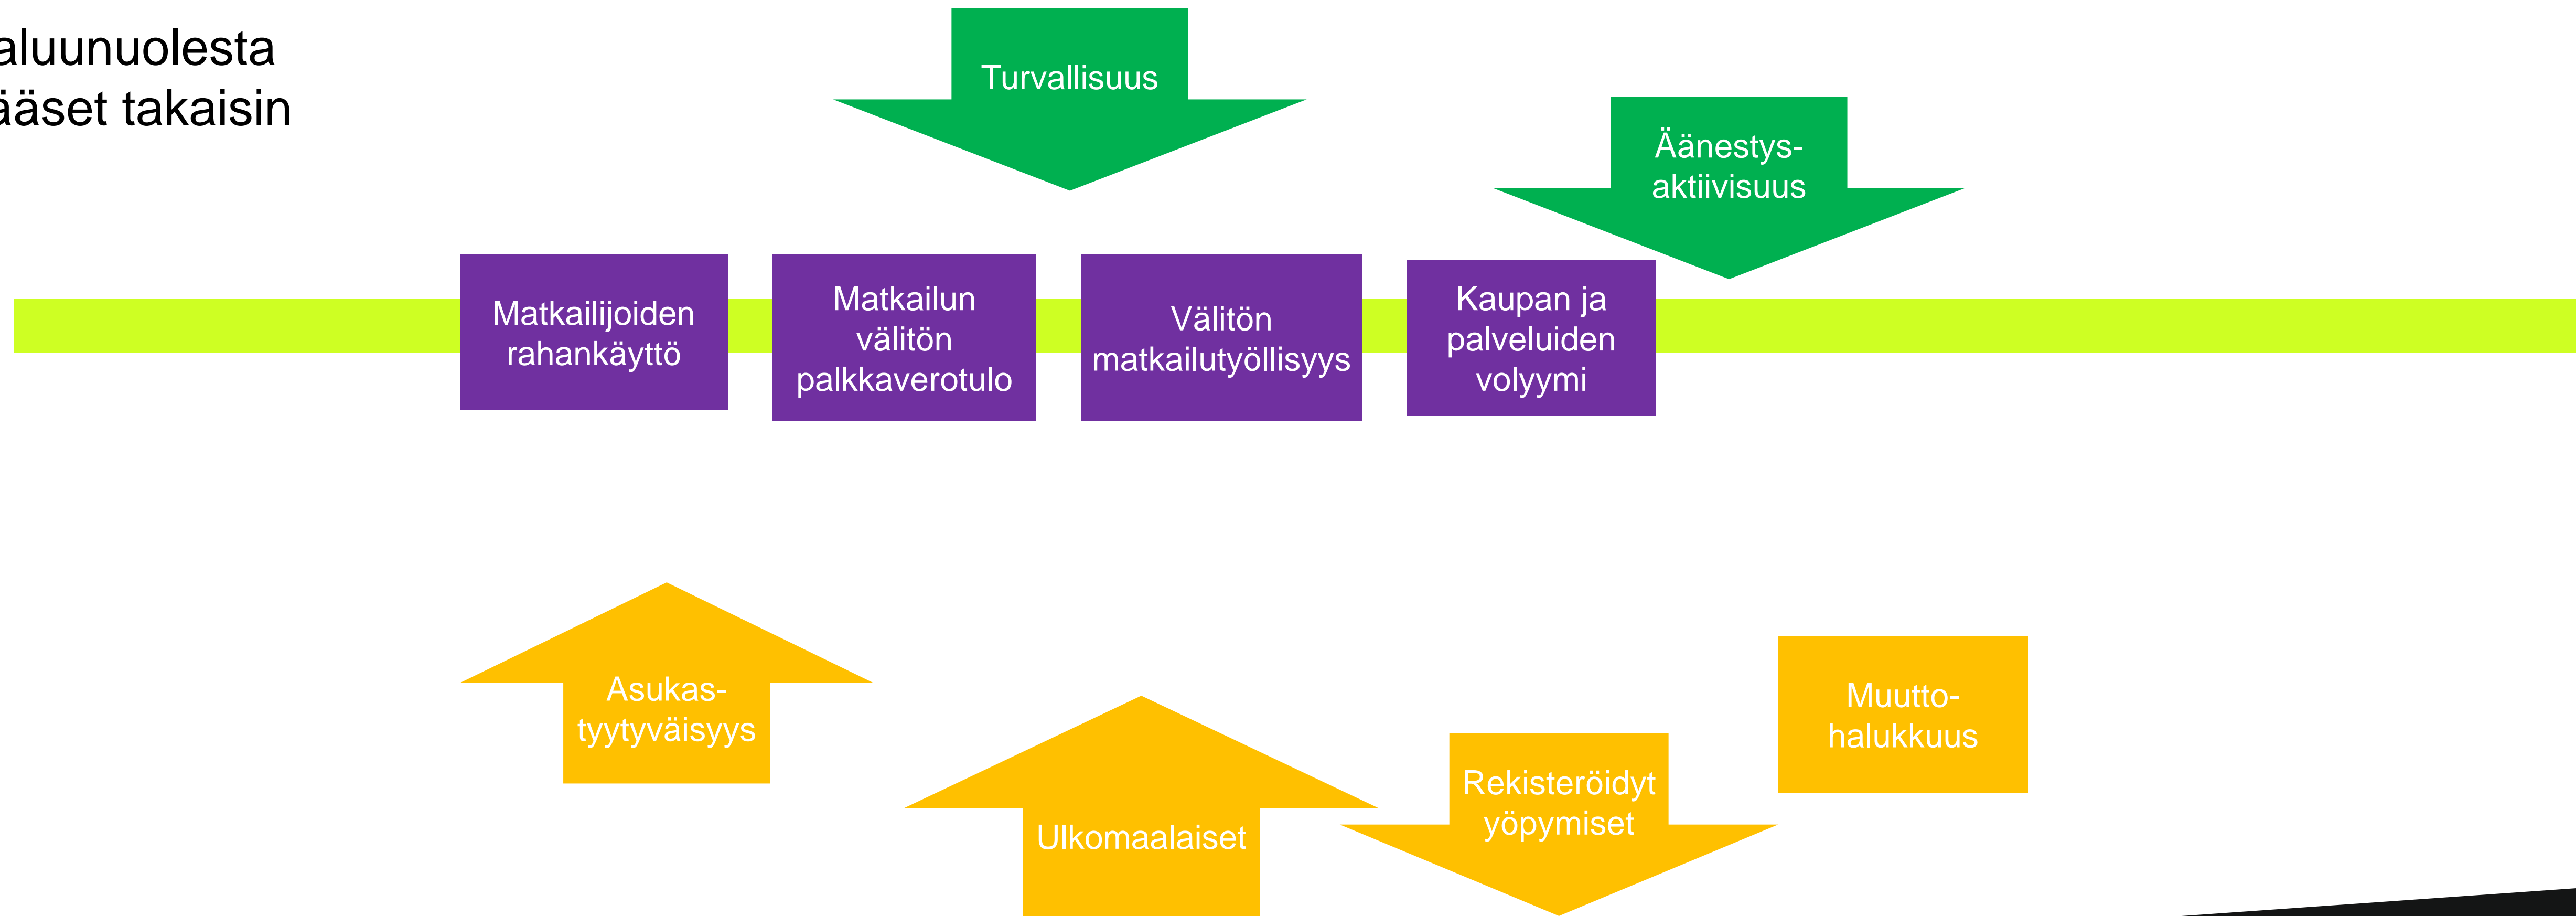 aluunuolesta
ääset takaisin
Turvallisuus
Äänestys-
aktiivisuus
Matkailijoiden
rahankäyttö
Matkailun
välitön
palkkaverotulo
Välitön
matkailutyöllisyys
Kaupan ja
palveluiden
volyymi
Asukas-
tyytyväisyys
Ulkomaalaiset
Rekisteröidyt
yöpymiset
Muutto-
halukkuus